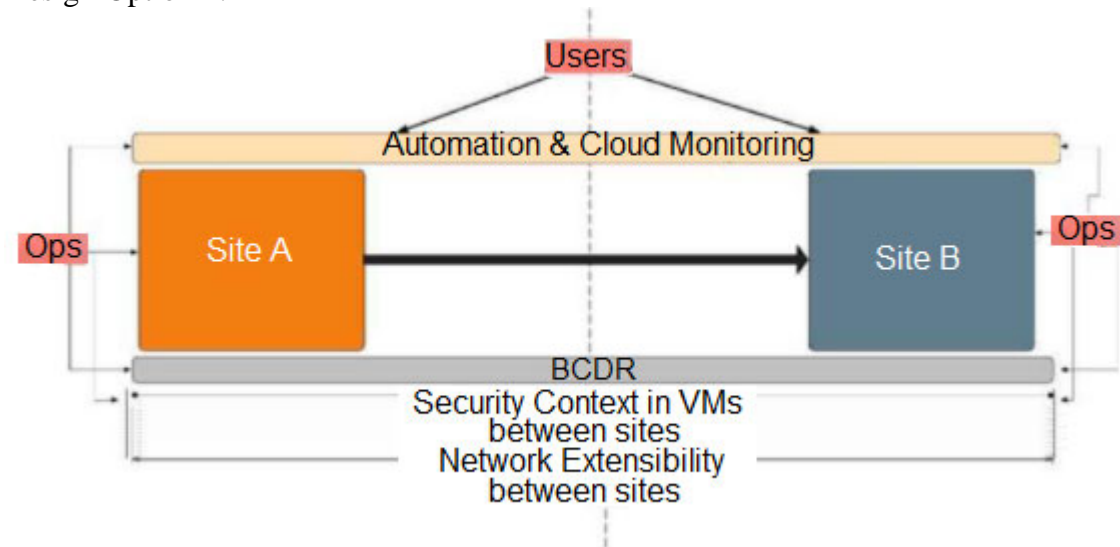 Users
Automation & Cloud Monitoring
Ops
Site A
Site B
Ops
BCDR
Security Context in VMs
between sites
Network Extensibility
between sites